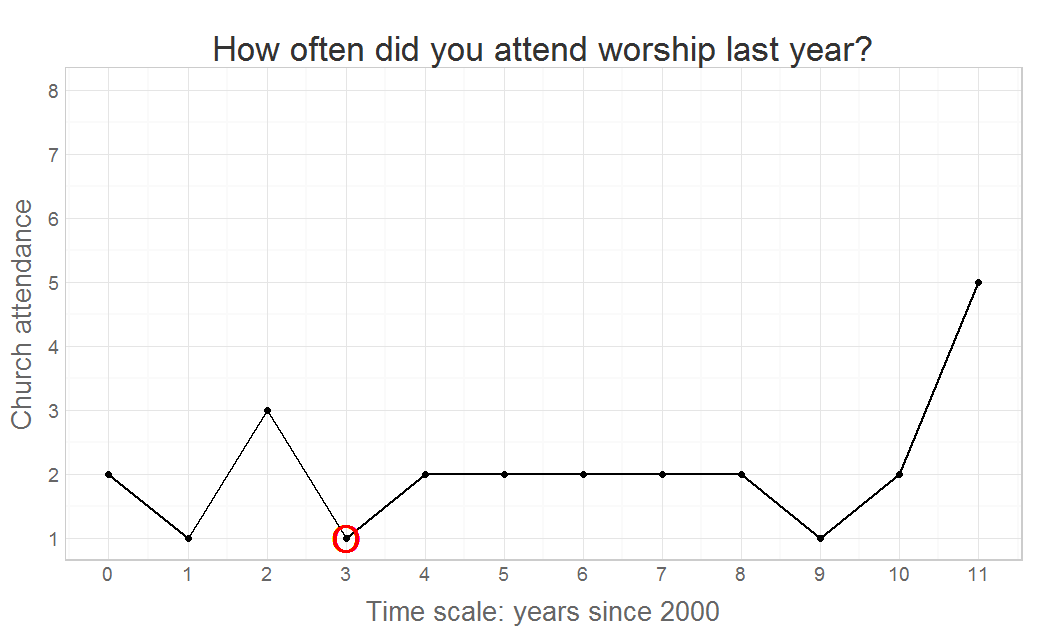 How often did you attend worship last year?
8
7
6
5
4
3
2
1
Church attendance
0 1 2 3 4 5 6 7 8 9 10 11
Time scale: years since 2000